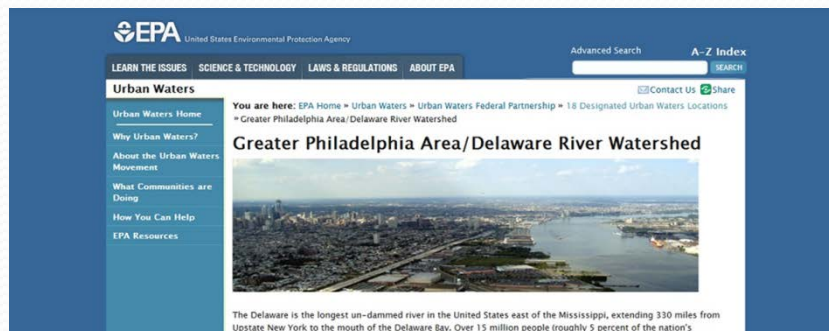 EPA United States Environmental Protection Agency
Advanced Search A-Z Index
LEARN THE ISSUES SCIENCE & TECHNOLOGY LAWS & REGULATIONS ABOUT EPA SEARCH
Urban Waters Contact Us Share
Urban Waters Home
Why Urban Waters?
About the Urban Waters
Movement
What Communities are
Doing
How You Can Help
EPA Resources
You are here: EPA Home » Urban Waters » Urban Waters Federal Partnership » 18 Designated Urban Waters Locations
» Greater Philadelphia Area/Delaware River Watershed
Greater Philadelphia Area/Delaware River Watershed
The Delaware is the longest un-dammed river in the United States east of the Mississippi, extending 330 miles from
Upstate New York to the mouth of the Delaware Bay. Over 15 million people (roughly 5 percent of the nation's